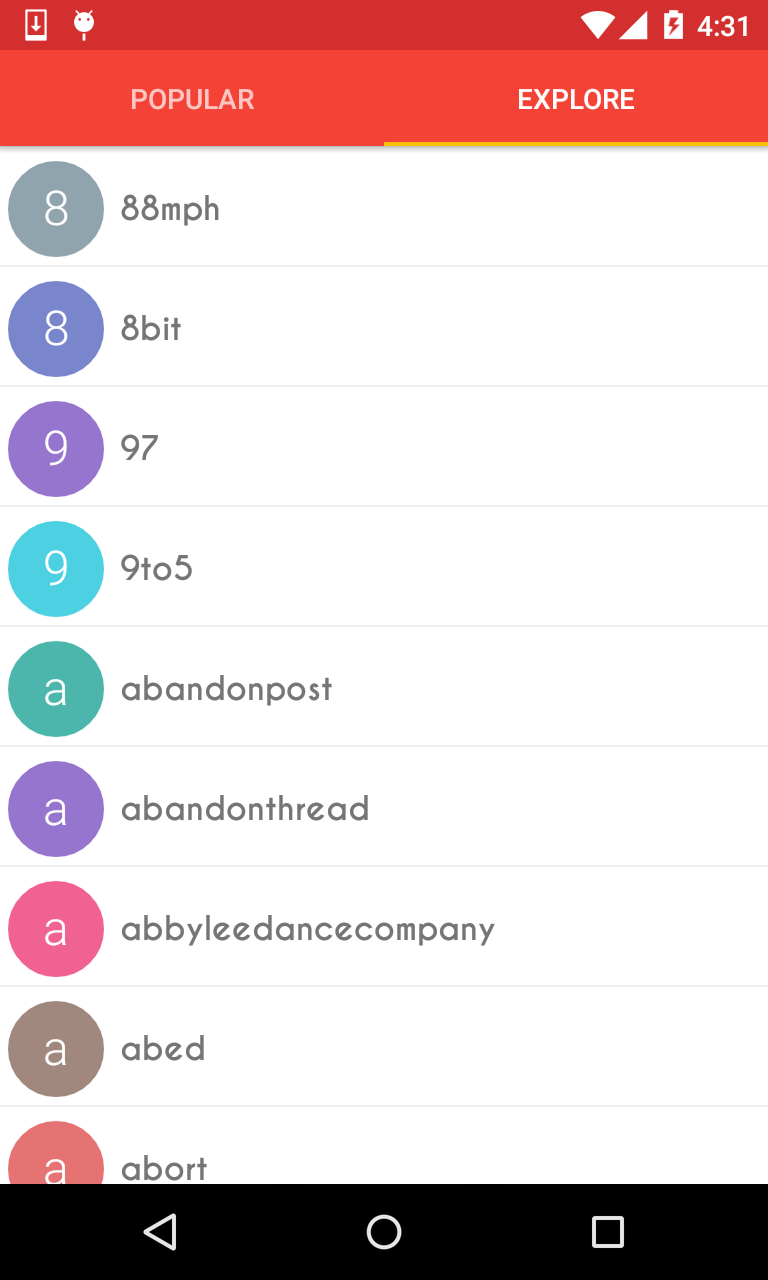 4:31
POPULAR EXPLORE
8 88mph
8 8bit
9 97
9 9to5
a abandonpost
a abandonthread
a abbyleedancecompany
a abed
a abort